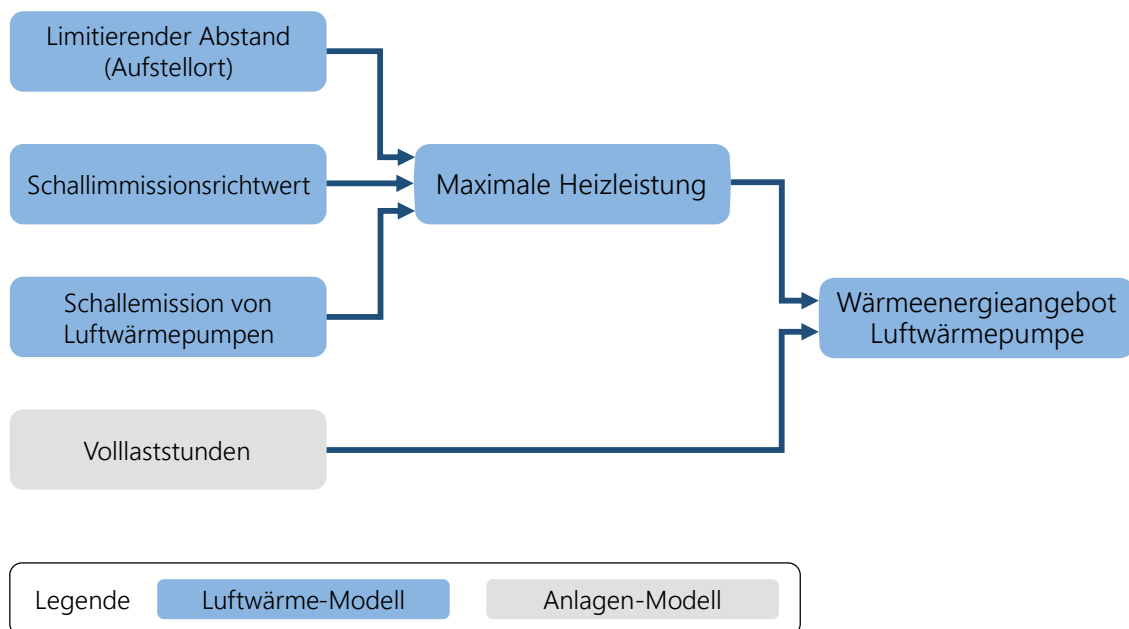 Limitierender Abstand
(Aufstellort)
Schallimmissionsrichtwert
Maximale Heizleistung
Schallemission von
Luftwärmepumpen
Wärmeenergieangebot
Luftwärmepumpe
Volllaststunden
Legende
Luftwärme-Modell
Anlagen-Modell